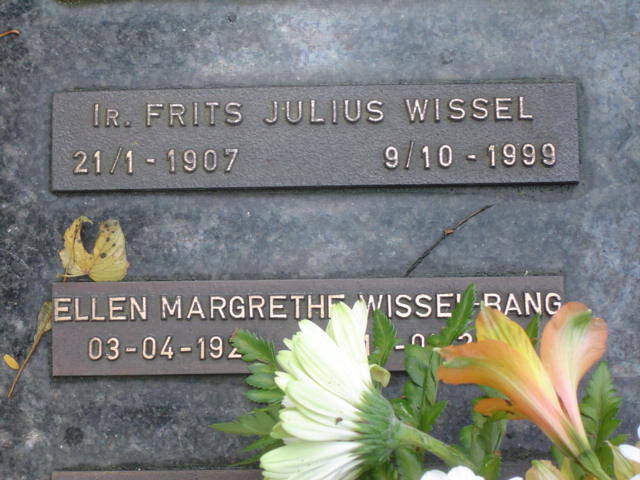 Ir. FRITS JULIUS WISSEL
21/1 - 1907 9/10 - 1999
ELLEN MARGRETHE WISSEL-BANG
03-04-192